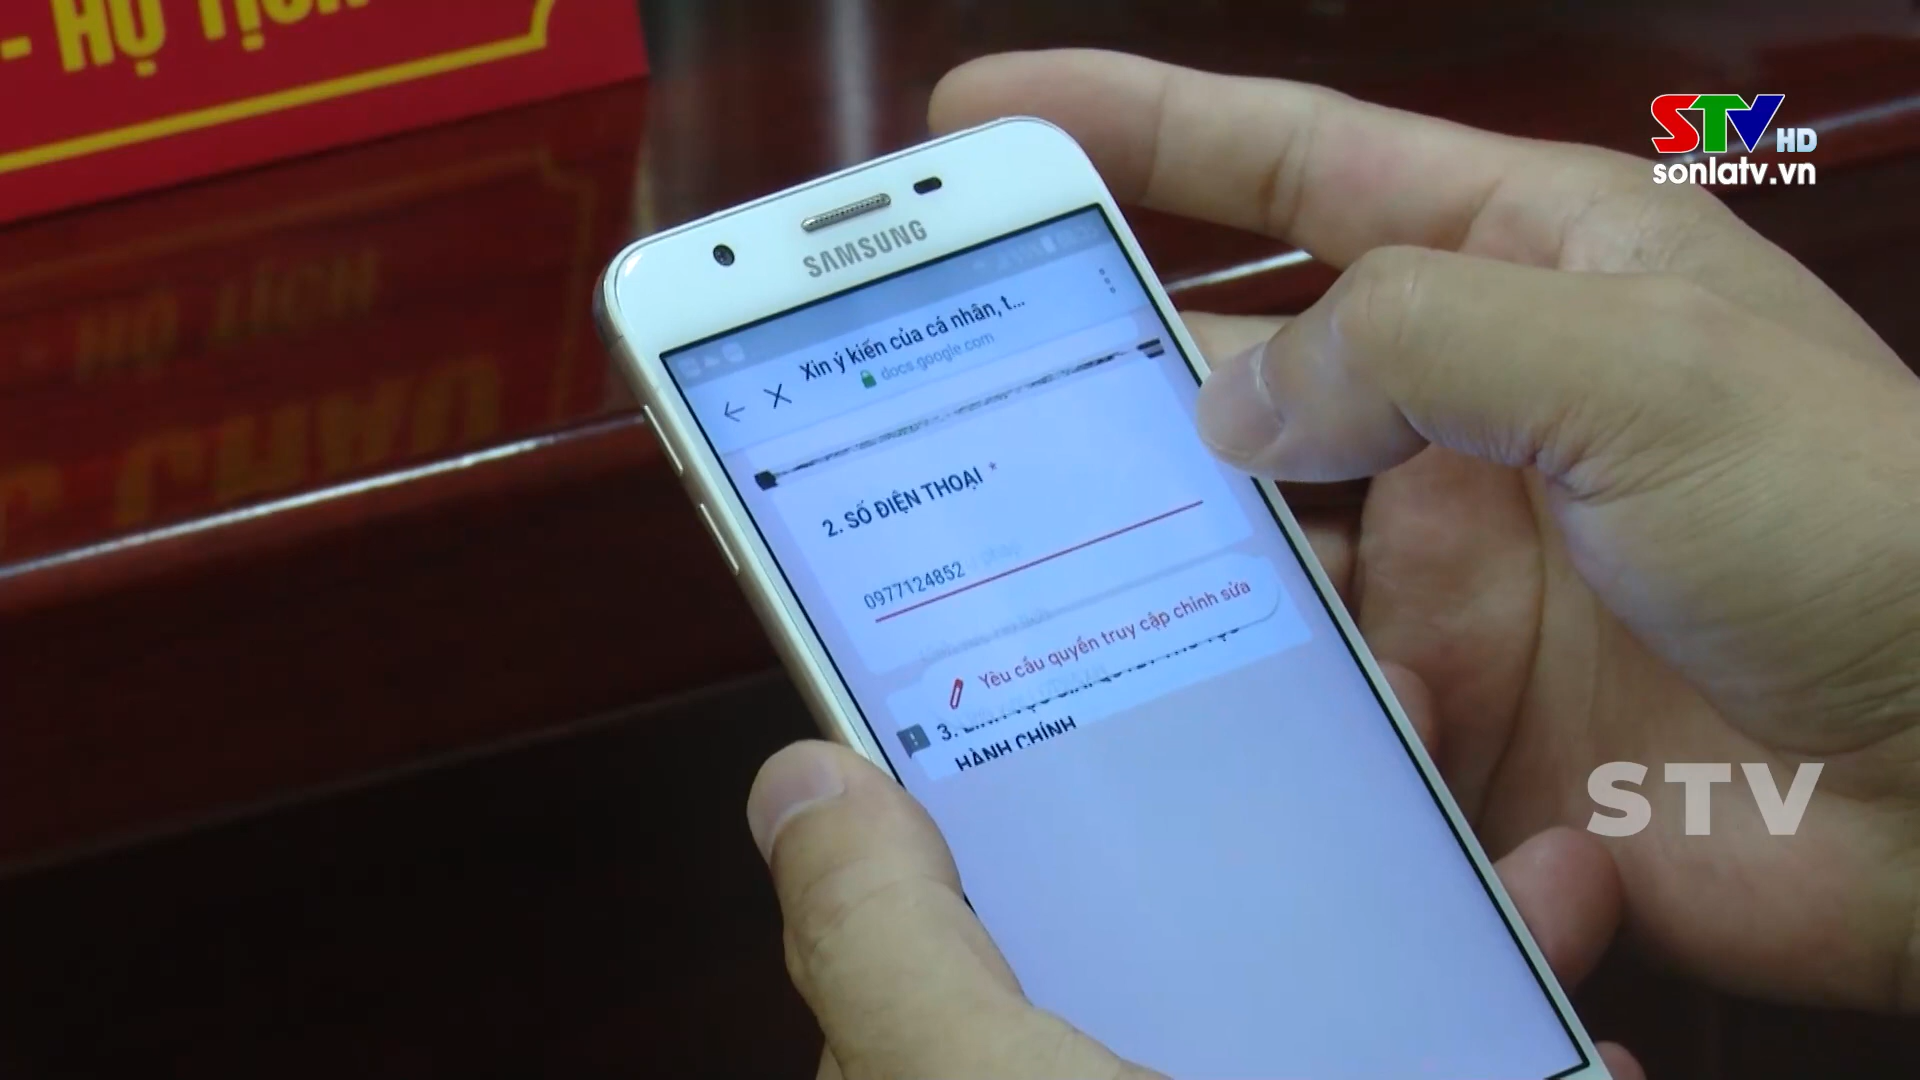 - HỘ TỊCH
STV HD
sonlatv.vn
SAMSUNG
Xin ý kiến của cá nhân, t...
docs.google.com
2. SỐ ĐIỆN THOẠI *
0977124852
Yêu cầu quyền truy cập chỉnh sửa
3.
HÀNH CHÍNH
STV